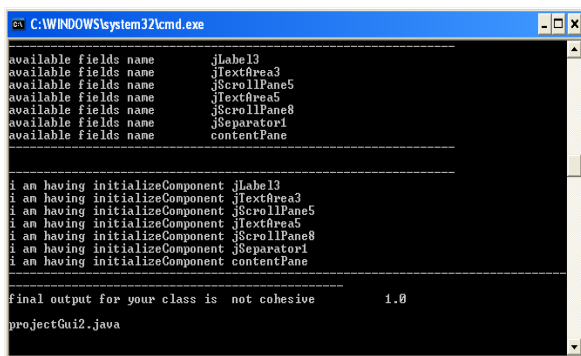 C:\WINDOWS\system32\cmd.exe
available fields name jLabel3
available fields name jTextArea3
available fields name jScrollPane5
available fields name jTextArea5
available fields name jScrollPane8
available fields name jSeparator1
available fields name contentPane
i am having initializeComponent jLabel3
i am having initializeComponent jTextArea3
i am having initializeComponent jScrollPane5
i am having initializeComponent jTextArea5
i am having initializeComponent jScrollPane8
i am having initializeComponent jSeparator1
i am having initializeComponent contentPane
final output for your class is not cohesive 1.0
projectGui2.java